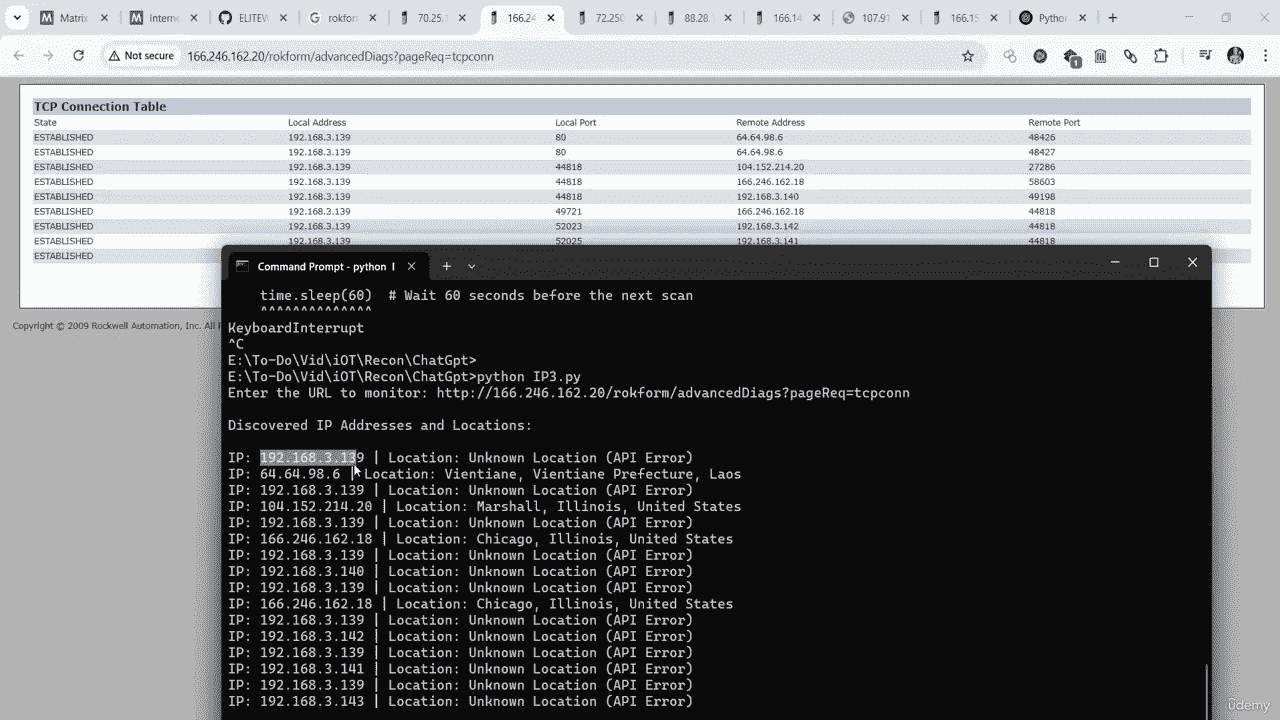 Matrix
Interne
ELITEW
rokfor
70.25.
166.24
72.250
88.28.
166.14
107.91
166.15
Python
Not secure
166.246.162.20/rokform/advancedDiags?pageReq=tcpconn
1
TCP Connection Table
State Local Address Local Port Remote Address Remote Port
ESTABLISHED 192.168.3.139 80 64.64.98.6 48426
ESTABLISHED 192.168.3.139 80 64.64.98.6 48427
ESTABLISHED 192.168.3.139 44818 104.152.214.20 27286
ESTABLISHED 192.168.3.139 44818 166.246.162.18 58603
ESTABLISHED 192.168.3.139 44818 192.168.3.140 49198
ESTABLISHED 192.168.3.139 49721 166.246.162.18 44818
ESTABLISHED 192.168.3.139 52023 192.168.3.142 44818
ESTABLISHED 192.168.3.139 52025 192.168.3.141 44818
ESTABLISHED
Copyright © 2009 Rockwell Automation, Inc. All R
Command Prompt - python I
time.sleep(60)  # Wait 60 seconds before the next scan
^^^^^^^^^^^^^^
KeyboardInterrupt
^C
E:\To-Do\Vid\iOT\Recon\ChatGpt>
E:\To-Do\Vid\iOT\Recon\ChatGpt>python IP3.py
Enter the URL to monitor: http://166.246.162.20/rokform/advancedDiags?pageReq=tcpconn
Discovered IP Addresses and Locations:
IP: 192.168.3.139 | Location: Unknown Location (API Error)
IP: 64.64.98.6 | Location: Vientiane, Vientiane Prefecture, Laos
IP: 192.168.3.139 | Location: Unknown Location (API Error)
IP: 104.152.214.20 | Location: Marshall, Illinois, United States
IP: 192.168.3.139 | Location: Unknown Location (API Error)
IP: 166.246.162.18 | Location: Chicago, Illinois, United States
IP: 192.168.3.139 | Location: Unknown Location (API Error)
IP: 192.168.3.140 | Location: Unknown Location (API Error)
IP: 192.168.3.139 | Location: Unknown Location (API Error)
IP: 166.246.162.18 | Location: Chicago, Illinois, United States
IP: 192.168.3.139 | Location: Unknown Location (API Error)
IP: 192.168.3.142 | Location: Unknown Location (API Error)
IP: 192.168.3.139 | Location: Unknown Location (API Error)
IP: 192.168.3.141 | Location: Unknown Location (API Error)
IP: 192.168.3.139 | Location: Unknown Location (API Error)
IP: 192.168.3.143 | Location: Unknown Location (API Error)
ûdemy